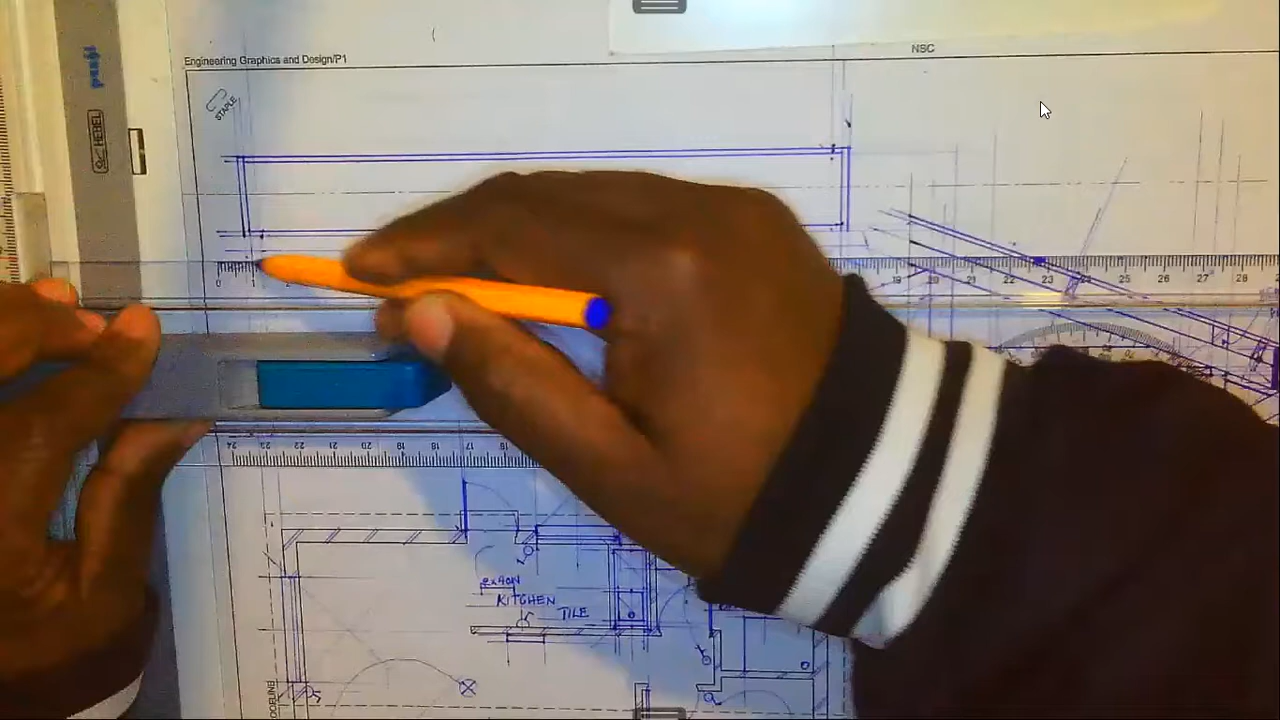 Engineering Graphics and Design/P1
NSC
STAPLE
HEBEL
0 1
19 20 21 22 23 24 25 26 27 28
24 23 22 21 20 19 18 17 16
2x40W
KITCHEN
TILE